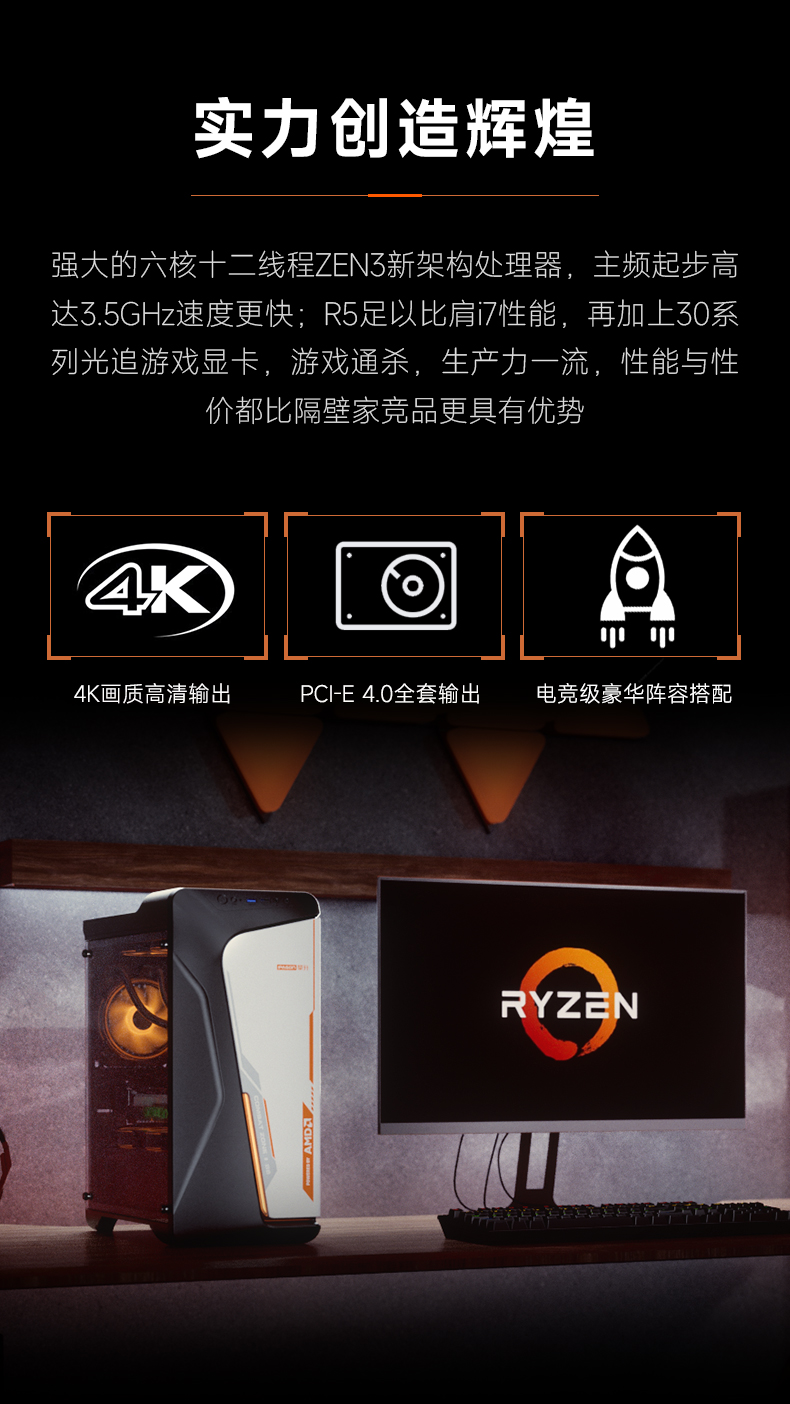 实力创造辉煌
强大的六核十二线程ZEN3新架构处理器，主频起步高
达3.5GHz速度更快；R5足以比肩i7性能，再加上30系
列光追游戏显卡，游戏通杀，生产力一流，性能与性
价都比隔壁家竞品更具有优势
4K
4K画质高清输出
PCI-E 4.0全套输出
电竞级豪华阵容搭配
RYZEN
POWERED BY AMD